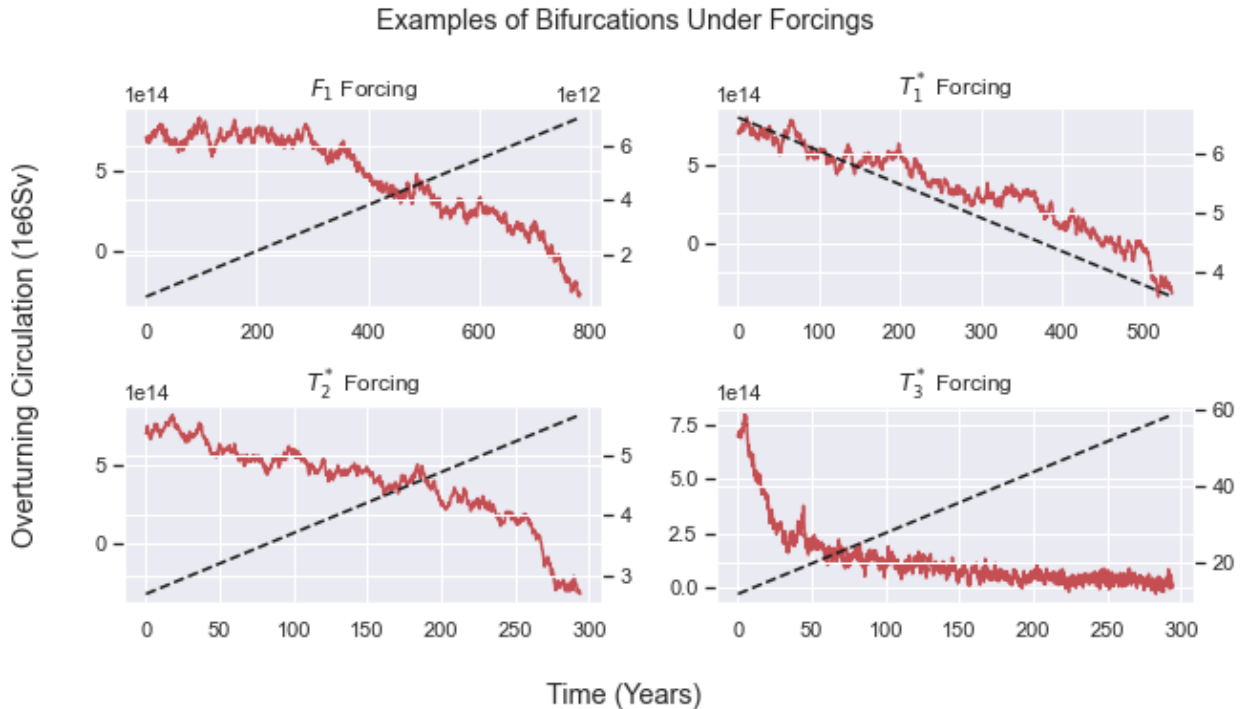 Examples of Bifurcations Under Forcings
Overturning Circulation (1e6Sv)
1e14
F₁ Forcing
1e12
5
0
6
4
2
0 200 400 600 800
1e14
T₁* Forcing
5
0
6
5
4
0 100 200 300 400 500
1e14
T₂* Forcing
5
0
5
4
3
0 50 100 150 200 250 300
1e14
T₃* Forcing
7.5
5.0
2.5
0.0
60
40
20
0 50 100 150 200 250 300
Time (Years)